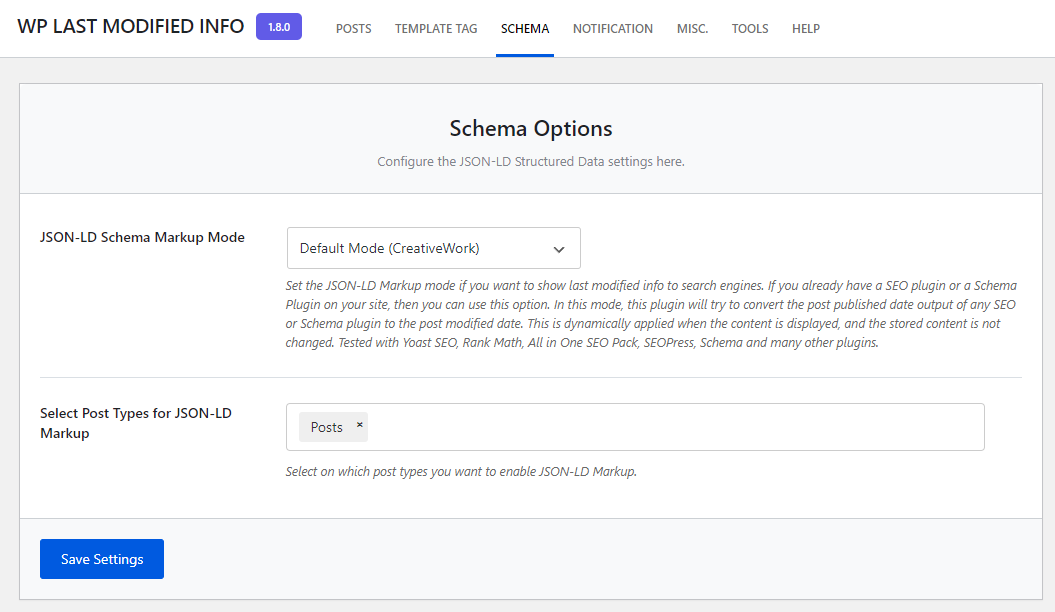 WP LAST MODIFIED INFO 1.8.0 POSTS TEMPLATE TAG SCHEMA NOTIFICATION MISC. TOOLS HELP
Schema Options
Configure the JSON-LD Structured Data settings here.
JSON-LD Schema Markup Mode
Default Mode (CreativeWork)
Set the JSON-LD Markup mode if you want to show last modified info to search engines. If you already have a SEO plugin or a Schema
Plugin on your site, then you can use this option. In this mode, this plugin will try to convert the post published date output of any SEO
or Schema plugin to the post modified date. This is dynamically applied when the content is displayed, and the stored content is not
changed. Tested with Yoast SEO, Rank Math, All in One SEO Pack, SEOPress, Schema and many other plugins.
Select Post Types for JSON-LD
Markup
Posts ×
Select on which post types you want to enable JSON-LD Markup.
Save Settings